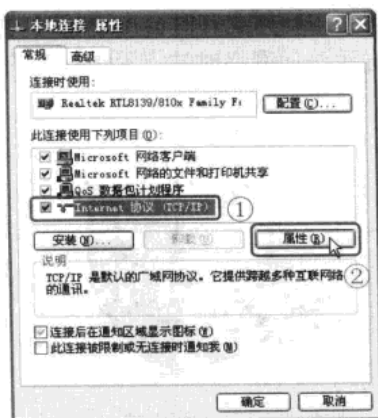 本地连接 属性
常规 高级
连接时使用:
Realtek RTL8139/810x Family F
配置(C)...
此连接使用下列项目(O):
Microsoft 网络客户端
Microsoft 网络的文件和打印机共享
QoS 数据包计划程序
Internet 协议 (TCP/IP)
①
安装(N)... 卸载(U) 属性(R)
②
说明
TCP/IP 是默认的广域网协议。它提供跨越多种互联网络
的通讯。
连接后在通知区域显示图标(W)
此连接被限制或无连接时通知我(M)
确定 取消